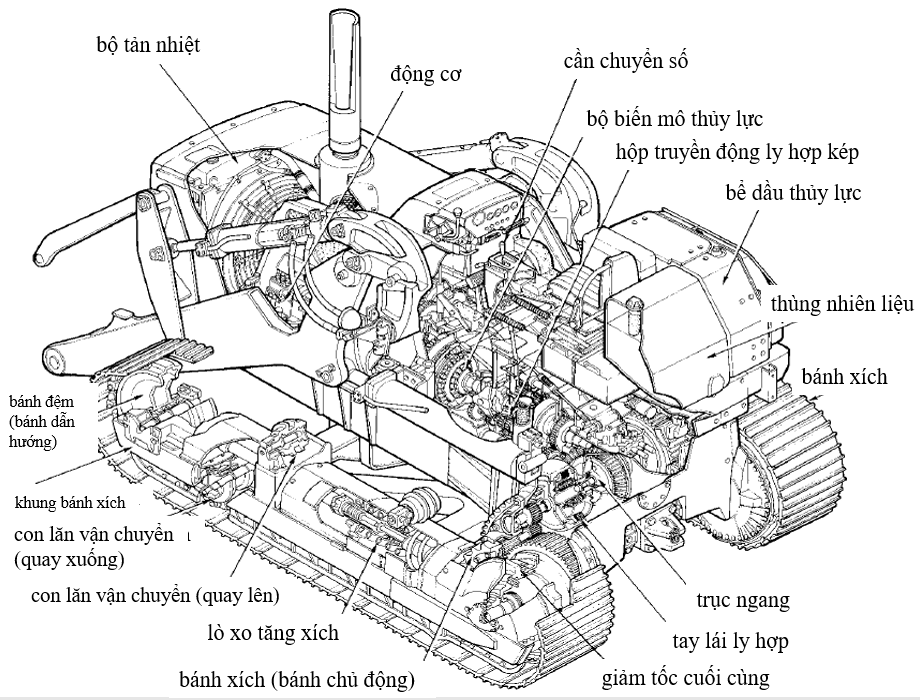 bộ tản nhiệt
động cơ
cần chuyển số
bộ biến mô thủy lực
hộp truyền động ly hợp kép
bể dầu thủy lực
thùng nhiên liệu
bánh xích
bánh đệm
(bánh dẫn
hướng)
khung bánh xích
con lăn vận chuyển
(quay xuống)
con lăn vận chuyển (quay lên)
lò xo tăng xích
bánh xích (bánh chủ động)
trục ngang
tay lái ly hợp
giảm tốc cuối cùng